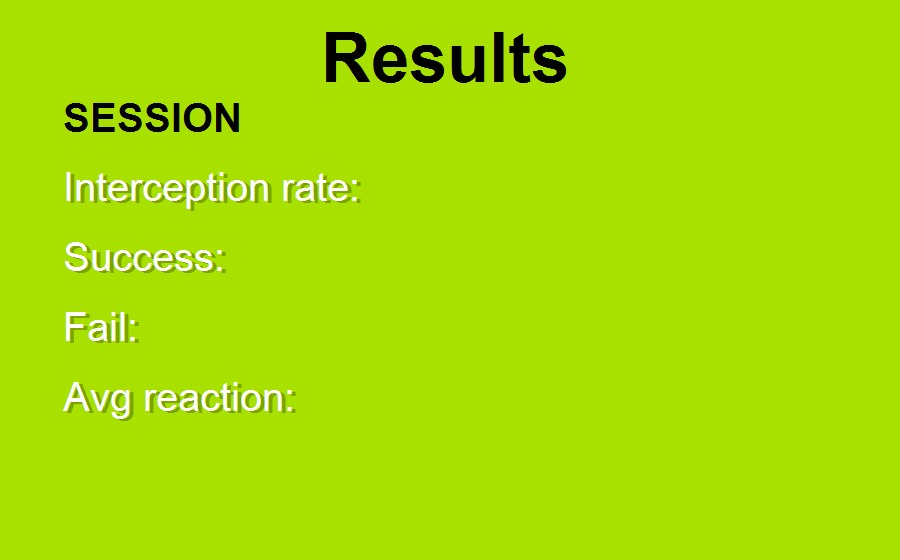 Results
SESSION
Interception rate:
Success:
Fail:
Avg reaction: